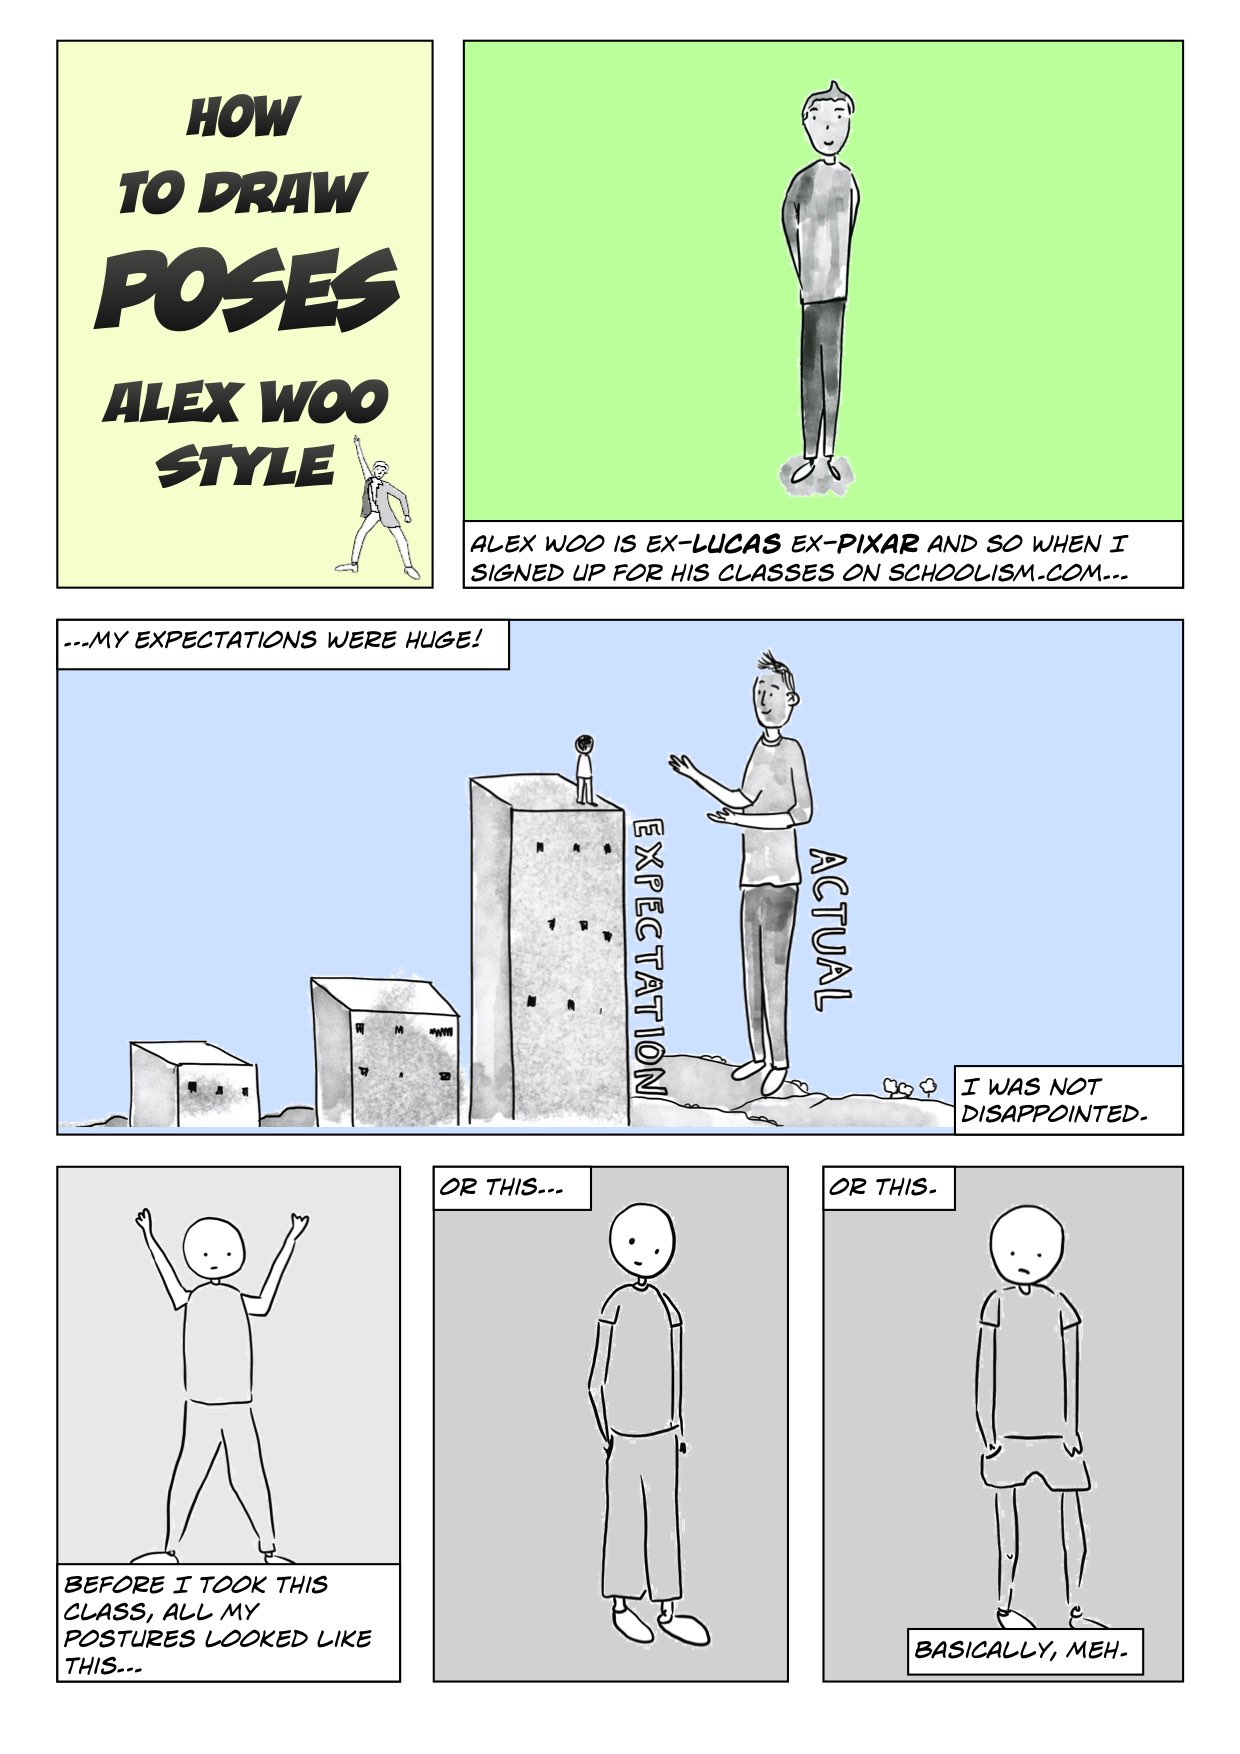 HOW
TO DRAW
POSES
ALEX WOO
STYLE
ALEX WOO IS EX-LUCAS EX-PIXAR AND SO WHEN I
SIGNED UP FOR HIS CLASSES ON SCHOOLISM.COM...
...MY EXPECTATIONS WERE HUGE!
EXPECTATION
ACTUAL
I WAS NOT
DISAPPOINTED.
BEFORE I TOOK THIS
CLASS, ALL MY
POSTURES LOOKED LIKE
THIS...
OR THIS...
OR THIS.
BASICALLY, MEH.